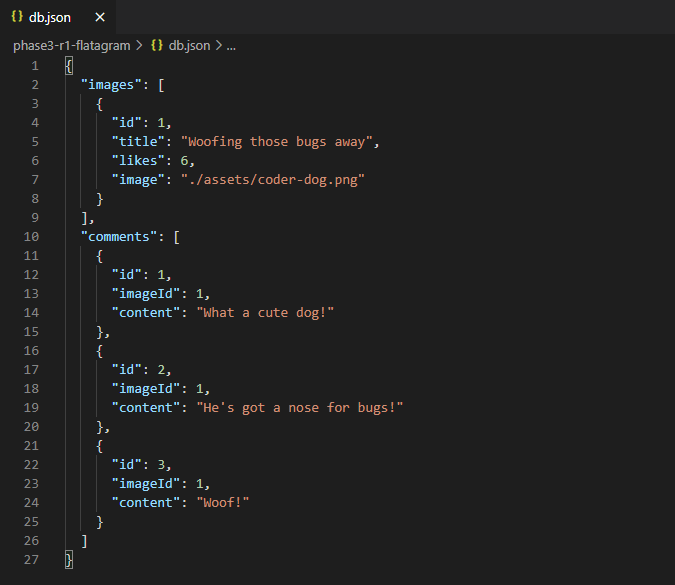 {} db.json ×
phase3-r1-flatagram > {} db.json > ...
1 {
2 "images": [
3 {
4 "id": 1,
5 "title": "Woofing those bugs away",
6 "likes": 6,
7 "image": "./assets/coder-dog.png"
8 }
9 ],
10 "comments": [
11 {
12 "id": 1,
13 "imageId": 1,
14 "content": "What a cute dog!"
15 },
16 {
17 "id": 2,
18 "imageId": 1,
19 "content": "He's got a nose for bugs!"
20 },
21 {
22 "id": 3,
23 "imageId": 1,
24 "content": "Woof!"
25 }
26 ]
27 }